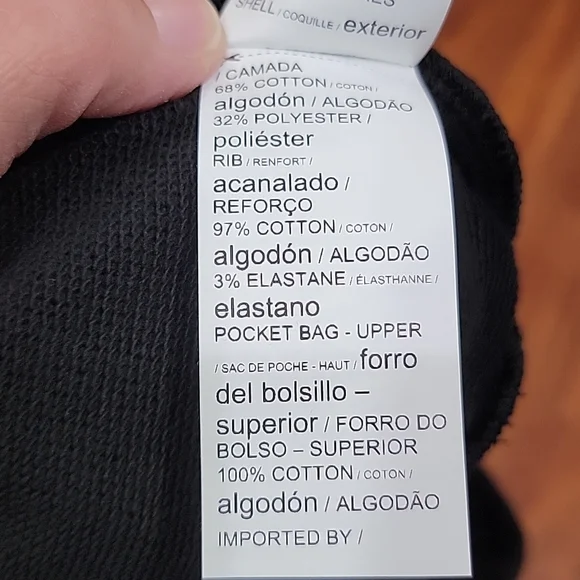 SHELL / COQUILLE / exterior
/ CAMADA
68% COTTON / COTON /
algodón / ALGODÃO
32% POLYESTER /
poliéster
RIB / RENFORT /
acanalado /
REFORÇO
97% COTTON / COTON /
algodón / ALGODÃO
3% ELASTANE / ÉLASTHANNE /
elastano
POCKET BAG - UPPER
/ SAC DE POCHE - HAUT / forro
del bolsillo –
superior / FORRO DO
BOLSO – SUPERIOR
100% COTTON / COTON /
algodón / ALGODÃO
IMPORTED BY /